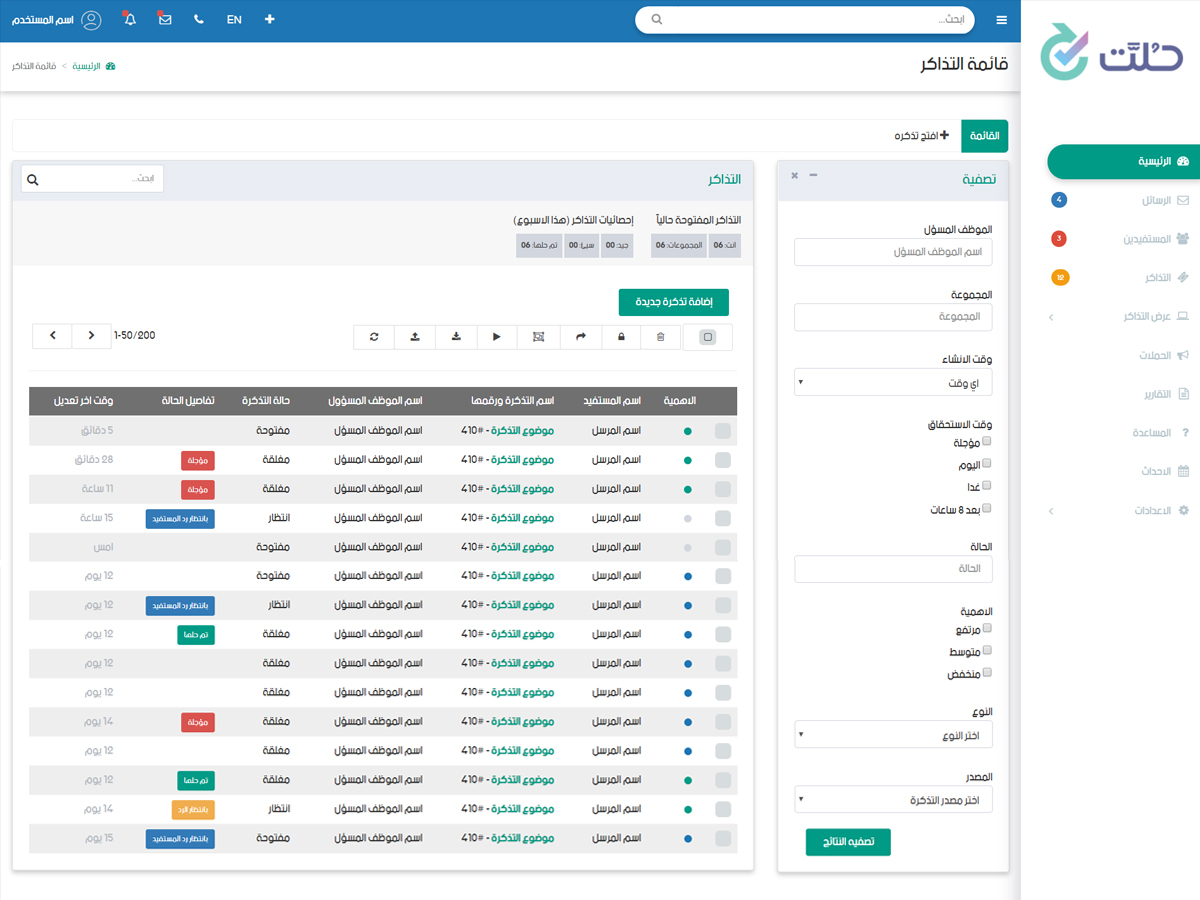 حُلَّت
الرئيسية
الرسائل 4
المستفيدين 3
التذاكر 12
عرض التذاكر
الحملات
التقارير
المساعدة
الاحداث
الاعدادات
ابحث...
EN
اسم المستخدم
قائمة التذاكر
الرئيسية > قائمة التذاكر
القائمة
افتح تذكره
تصفية
الموظف المسؤل
اسم الموظف المسؤل
المجموعة
المجموعة
وقت الانشاء
اي وقت
وقت الاستحقاق
مؤجلة
اليوم
غدا
بعد 8 ساعات
الحالة
الحالة
الاهمية
مرتفع
متوسط
منخفض
النوع
اختر النوع
المصدر
اختر مصدر التذكرة
تصفيه النتائج
التذاكر
ابحث...
التذاكر المفتوحة حالياً
انت: 06 المجموعات: 06
إحصائيات التذاكر (هذا الاسبوع)
جيد: 00 سيئ: 00 تم حلها: 06
إضافة تذكرة جديدة
1-50/200
الاهمية اسم المستفيد اسم التذكرة ورقمها اسم الموظف المسؤول حالة التذكرة تفاصيل الحالة وقت اخر تعديل
اسم المرسل موضوع التذكرة - #410 اسم الموظف المسؤل مفتوحة 5 دقائق
اسم المرسل موضوع التذكرة - #410 اسم الموظف المسؤل مغلقة مؤجلة 28 دقائق
اسم المرسل موضوع التذكرة - #410 اسم الموظف المسؤل مغلقة مؤجلة 11 ساعة
اسم المرسل موضوع التذكرة - #410 اسم الموظف المسؤل انتظار بانتظار رد المستفيد 15 ساعة
اسم المرسل موضوع التذكرة - #410 اسم الموظف المسؤل مفتوحة امس
اسم المرسل موضوع التذكرة - #410 اسم الموظف المسؤل مفتوحة 12 يوم
اسم المرسل موضوع التذكرة - #410 اسم الموظف المسؤل انتظار بانتظار رد المستفيد 12 يوم
اسم المرسل موضوع التذكرة - #410 اسم الموظف المسؤل مغلقة تم حلها 12 يوم
اسم المرسل موضوع التذكرة - #410 اسم الموظف المسؤل مغلقة 12 يوم
اسم المرسل موضوع التذكرة - #410 اسم الموظف المسؤل مغلقة 12 يوم
اسم المرسل موضوع التذكرة - #410 اسم الموظف المسؤل مغلقة مؤجلة 14 يوم
اسم المرسل موضوع التذكرة - #410 اسم الموظف المسؤل مغلقة 12 يوم
اسم المرسل موضوع التذكرة - #410 اسم الموظف المسؤل مغلقة تم حلها 12 يوم
اسم المرسل موضوع التذكرة - #410 اسم الموظف المسؤل انتظار بانتظار الرد 14 يوم
اسم المرسل موضوع التذكرة - #410 اسم الموظف المسؤل مفتوحة بانتظار رد المستفيد 15 يوم